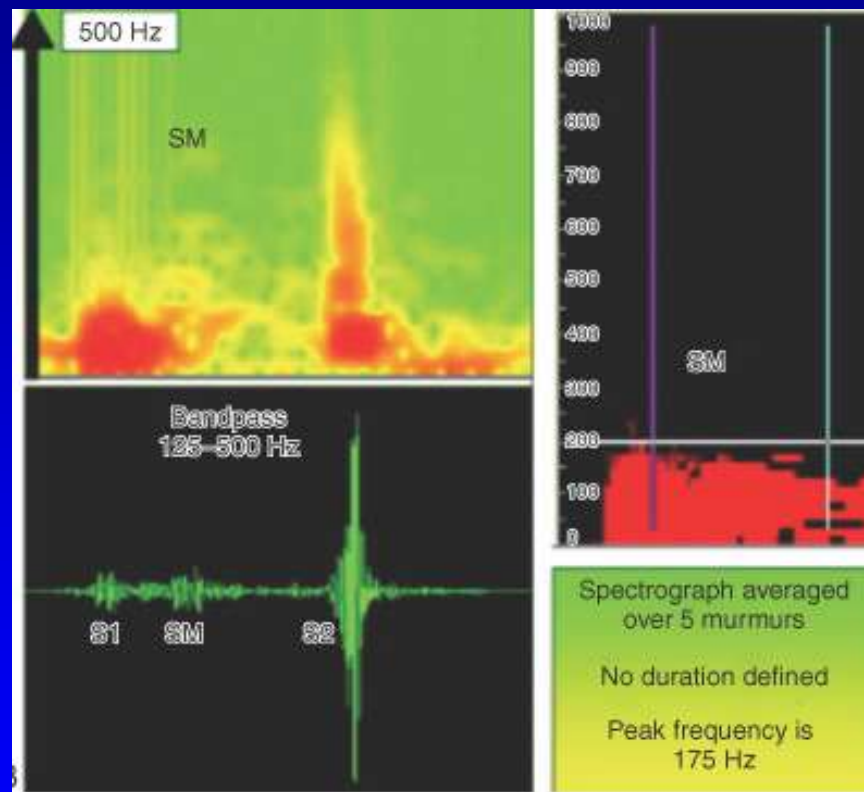 500 Hz
SM
Bandpass
125–500 Hz
S1
SM
S2
1000
900
800
700
600
500
400
300
200
100
0
SM
Spectrograph averaged
over 5 murmurs
No duration defined
Peak frequency is
175 Hz